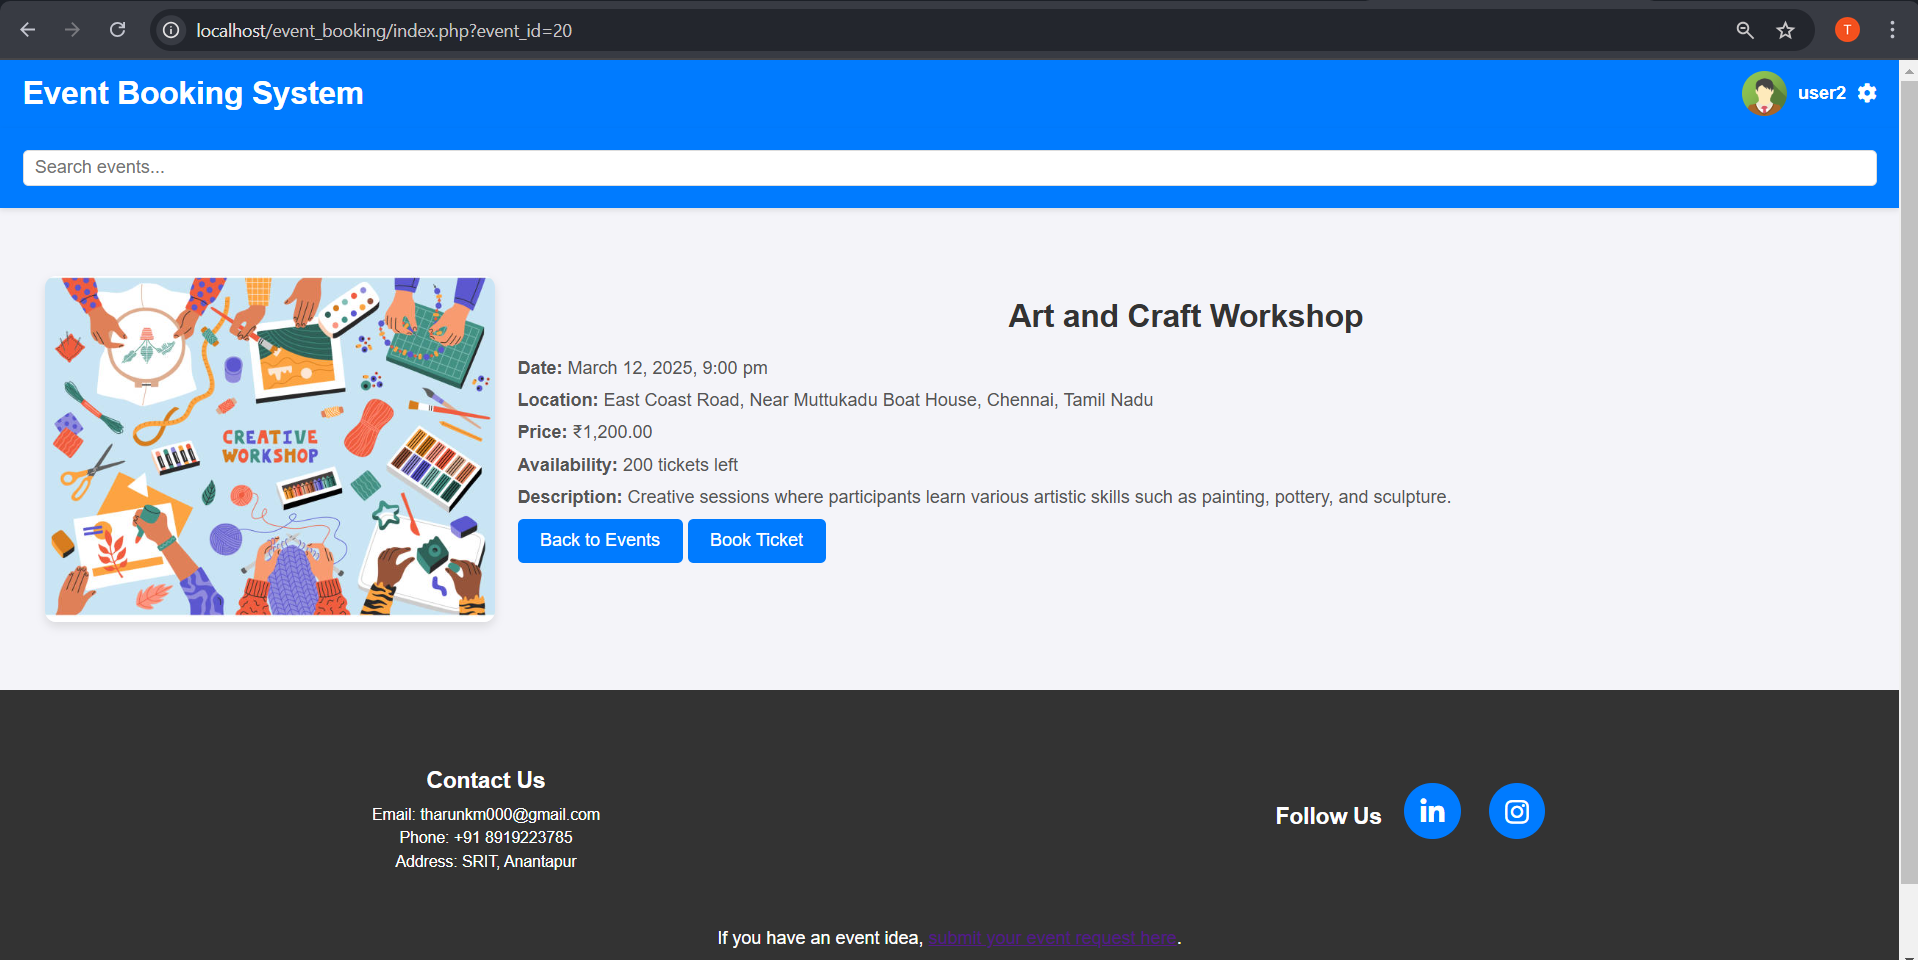 localhost/event_booking/index.php?event_id=20
T
Event Booking System
user2
Search events...
CREATIVE
WORKSHOP
Art and Craft Workshop
Date: March 12, 2025, 9:00 pm
Location: East Coast Road, Near Muttukadu Boat House, Chennai, Tamil Nadu
Price: ₹1,200.00
Availability: 200 tickets left
Description: Creative sessions where participants learn various artistic skills such as painting, pottery, and sculpture.
Back to Events
Book Ticket
Contact Us
Email: tharunkm000@gmail.com
Phone: +91 8919223785
Address: SRIT, Anantapur
Follow Us
in
If you have an event idea, submit your event request here.